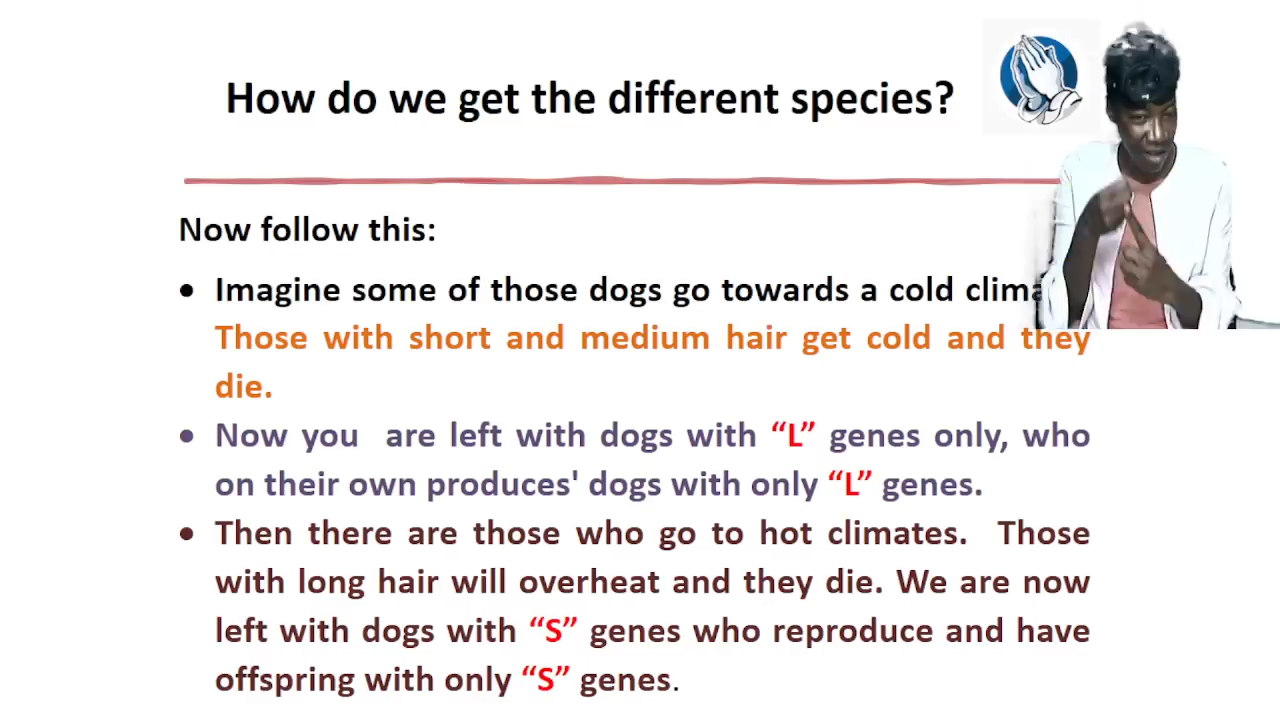 How do we get the different species?
Now follow this:
• Imagine some of those dogs go towards a cold
Those with short and medium hair get cold and they
die.
• Now you are left with dogs with “L” genes only, who
on their own produces' dogs with only “L” genes.
• Then there are those who go to hot climates. Those
with long hair will overheat and they die. We are now
left with dogs with “S” genes who reproduce and have
offspring with only “S” genes.